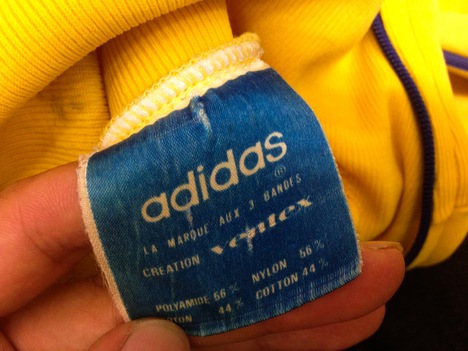 adidas ®
LA MARQUE AUX 3 BANDES
CREATION ventex
POLYAMIDE 56 % NYLON 56 %
44 % COTTON 44 %